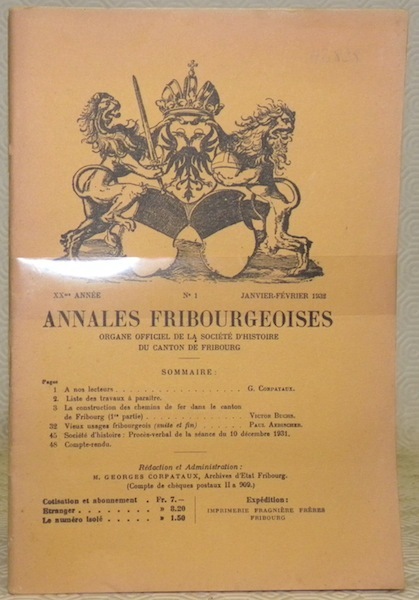 XXme ANNÉE No 1 JANVIER-FÉVRIER 1932
ANNALES FRIBOURGEOISES
ORGANE OFFICIEL DE LA SOCIÉTÉ D'HISTOIRE
DU CANTON DE FRIBOURG
SOMMAIRE:
Pages
1 A nos lecteurs . . . . . . . . . . . . . . . . G. CORPATAUX.
2. Liste des travaux à paraître.
3 La construction des chemins de fer dans le canton
de Fribourg (1re partie) . . . . . . . . . . VICTOR BUCHS.
32 Vieux usages fribourgeois (suite et fin) . . . . . PAUL AEBISCHER.
45 Société d'histoire: Procès-verbal de la séance du 10 décembre 1931.
48 Compte-rendu.
Rédaction et Administration:
H. GEORGES CORPATAUX, Archives d'Etat Fribourg.
(Compte de chèques postaux II a 909.)
Cotisation et abonnement . Fr. 7.—
Etranger . . . . . . . . » 8.20
Le numéro isolé . . . . . » 1.50
Expédition:
IMPRIMERIE FRAGNIÈRE FRÈRES
FRIBOURG